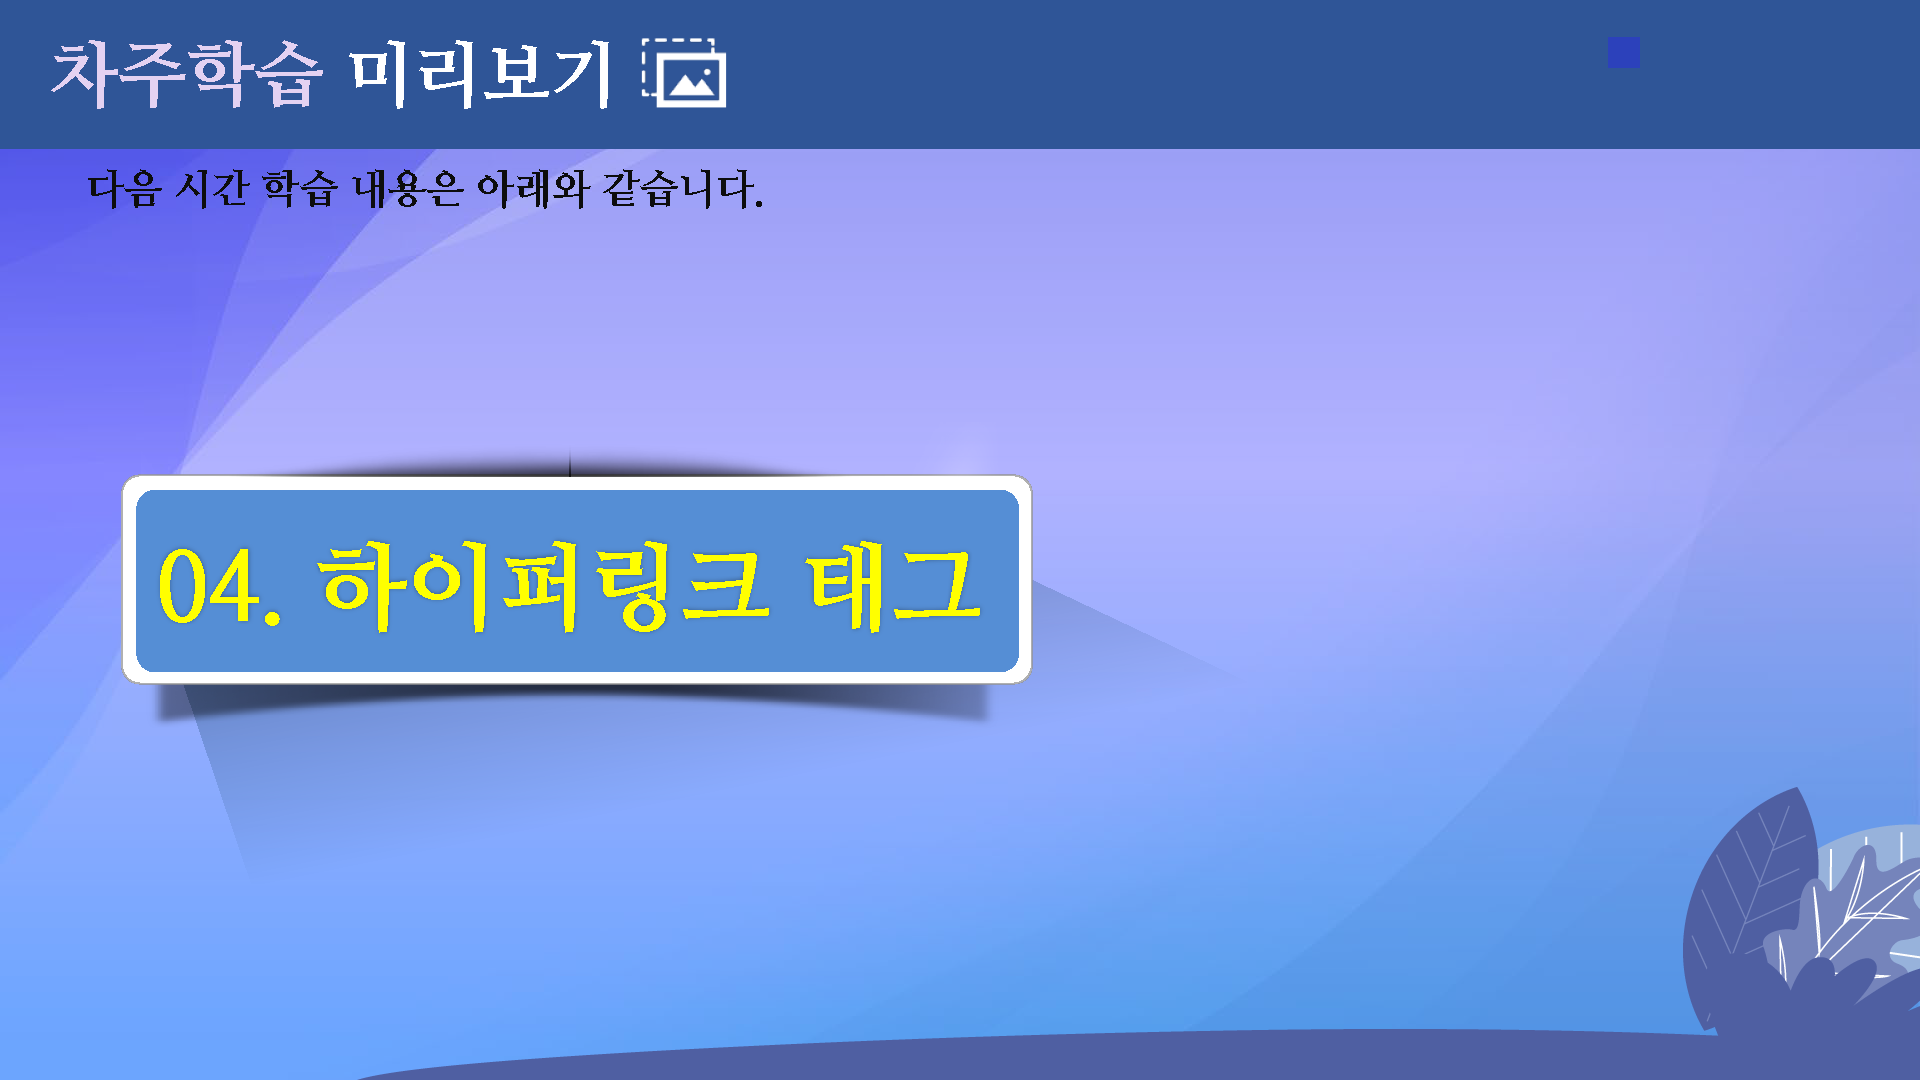 차주학습 미리보기
다음 시간 학습 내용은 아래와 같습니다.
04. 하이퍼링크 태그